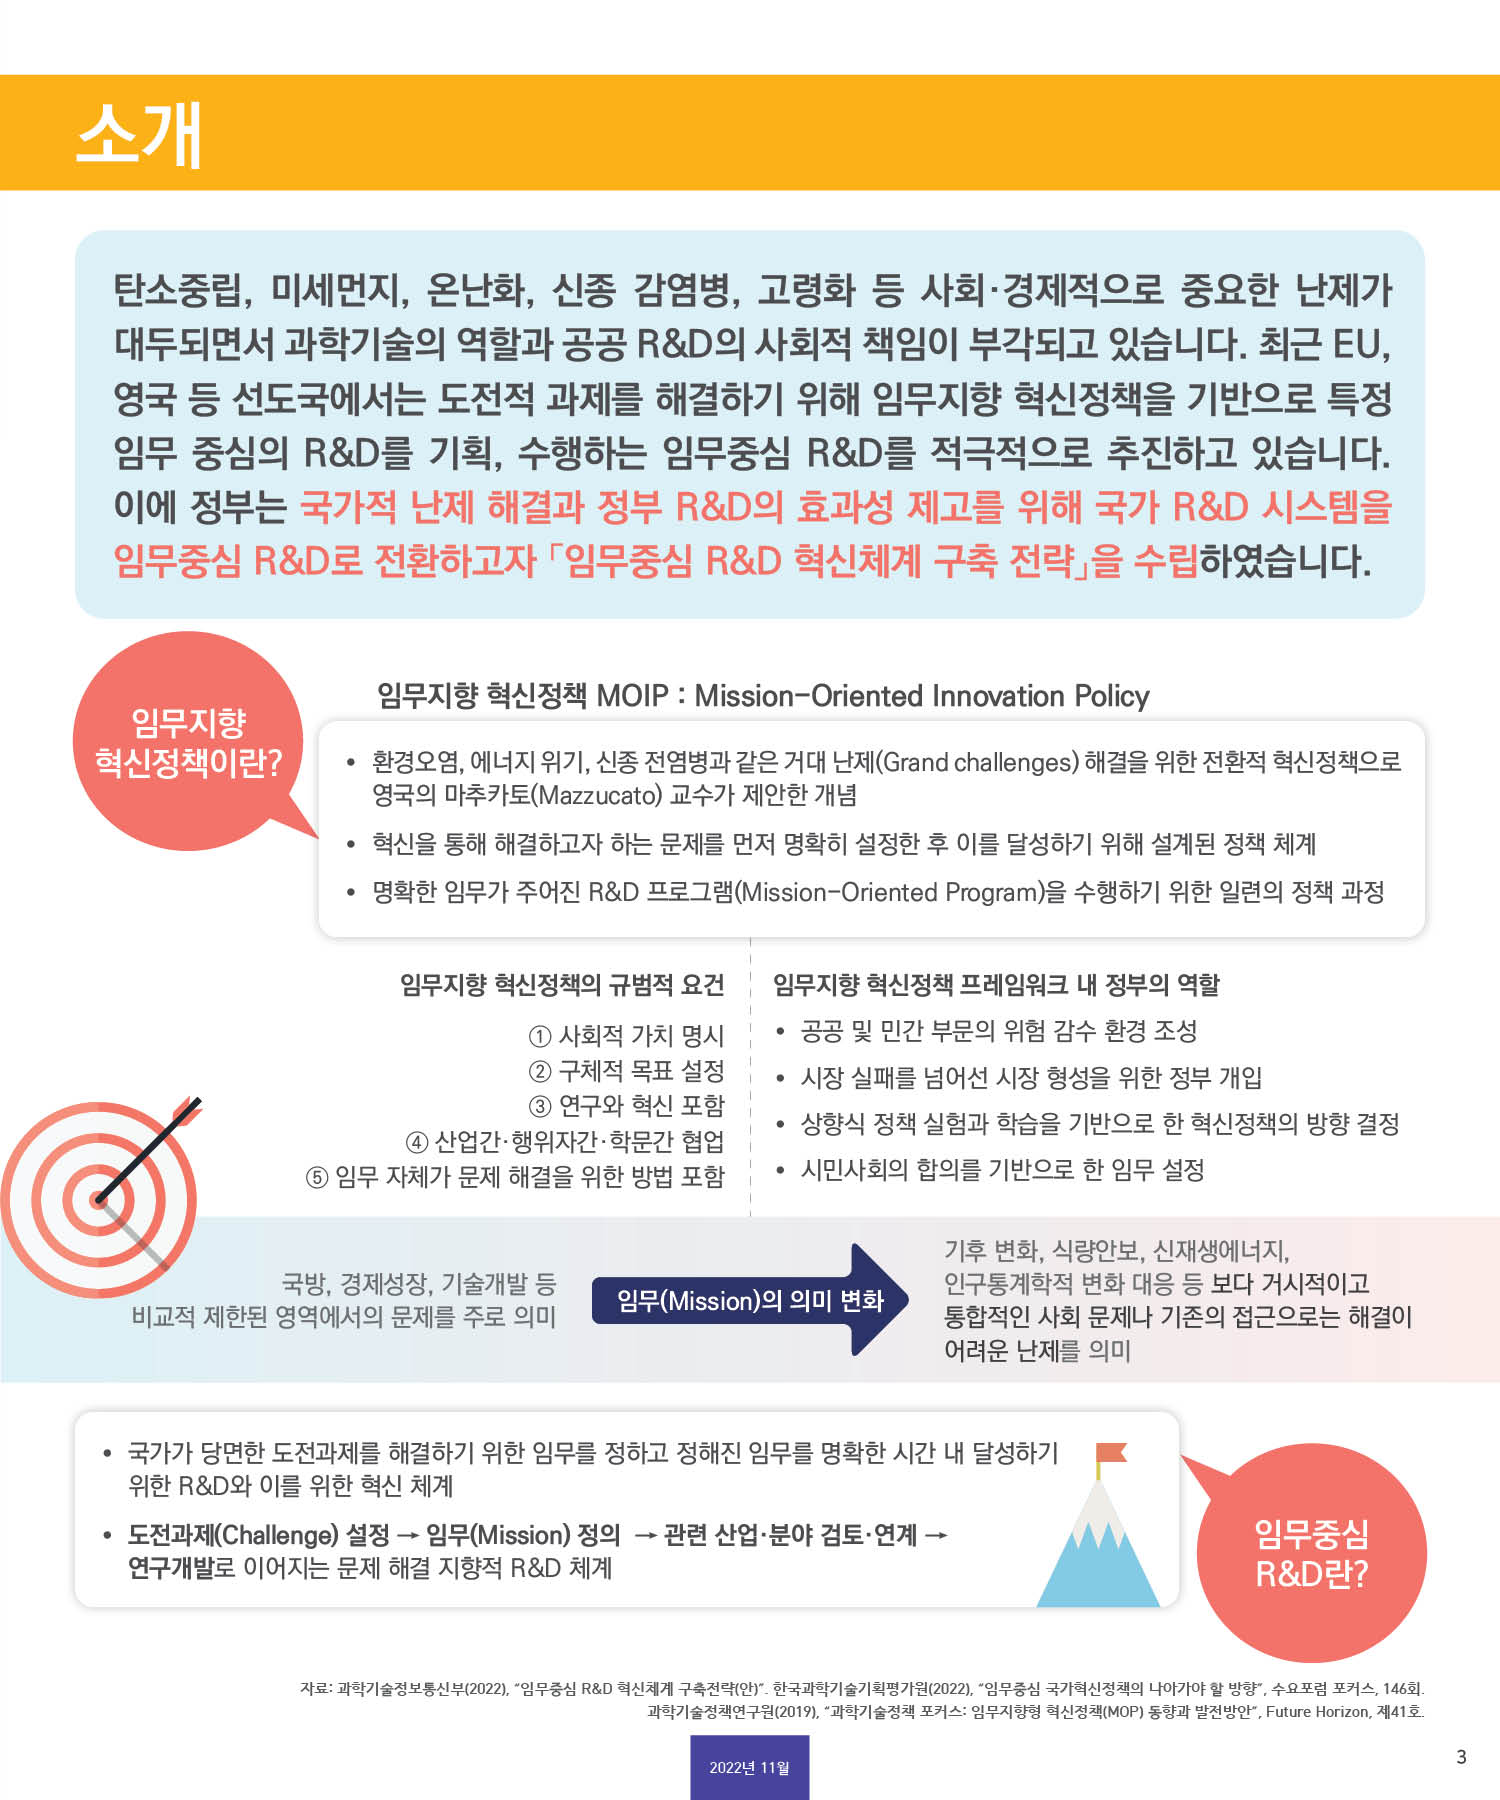 소개
탄소중립, 미세먼지, 온난화, 신종 감염병, 고령화 등 사회·경제적으로 중요한 난제가
대두되면서 과학기술의 역할과 공공 R&D의 사회적 책임이 부각되고 있습니다. 최근 EU,
영국 등 선도국에서는 도전적 과제를 해결하기 위해 임무지향 혁신정책을 기반으로 특정
임무 중심의 R&D를 기획, 수행하는 임무중심 R&D를 적극적으로 추진하고 있습니다.
이에 정부는 국가적 난제 해결과 정부 R&D의 효과성 제고를 위해 국가 R&D 시스템을
임무중심 R&D로 전환하고자 「임무중심 R&D 혁신체계 구축 전략」을 수립하였습니다.
임무지향
혁신정책이란?
임무지향 혁신정책 MOIP : Mission-Oriented Innovation Policy
• 환경오염, 에너지 위기, 신종 전염병과 같은 거대 난제(Grand challenges) 해결을 위한 전환적 혁신정책으로
영국의 마추카토(Mazzucato) 교수가 제안한 개념
• 혁신을 통해 해결하고자 하는 문제를 먼저 명확히 설정한 후 이를 달성하기 위해 설계된 정책 체계
• 명확한 임무가 주어진 R&D 프로그램(Mission-Oriented Program)을 수행하기 위한 일련의 정책 과정
임무지향 혁신정책의 규범적 요건
① 사회적 가치 명시
② 구체적 목표 설정
③ 연구와 혁신 포함
④ 산업간·행위자간·학문간 협업
⑤ 임무 자체가 문제 해결을 위한 방법 포함
임무지향 혁신정책 프레임워크 내 정부의 역할
• 공공 및 민간 부문의 위험 감수 환경 조성
• 시장 실패를 넘어선 시장 형성을 위한 정부 개입
• 상향식 정책 실험과 학습을 기반으로 한 혁신정책의 방향 결정
• 시민사회의 합의를 기반으로 한 임무 설정
국방, 경제성장, 기술개발 등
비교적 제한된 영역에서의 문제를 주로 의미
임무(Mission)의 의미 변화
기후 변화, 식량안보, 신재생에너지,
인구통계학적 변화 대응 등 보다 거시적이고
통합적인 사회 문제나 기존의 접근으로는 해결이
어려운 난제를 의미
• 국가가 당면한 도전과제를 해결하기 위한 임무를 정하고 정해진 임무를 명확한 시간 내 달성하기
위한 R&D와 이를 위한 혁신 체계
• 도전과제(Challenge) 설정 → 임무(Mission) 정의 → 관련 산업·분야 검토·연계 →
연구개발로 이어지는 문제 해결 지향적 R&D 체계
임무중심
R&D란?
자료: 과학기술정보통신부(2022), “임무중심 R&D 혁신체계 구축전략(안)”. 한국과학기술기획평가원(2022), “임무중심 국가혁신정책의 나아가야 할 방향”, 수요포럼 포커스, 146회.
과학기술정책연구원(2019), “과학기술정책 포커스: 임무지향형 혁신정책(MOP) 동향과 발전방안”, Future Horizon, 제41호.
2022년 11월
3